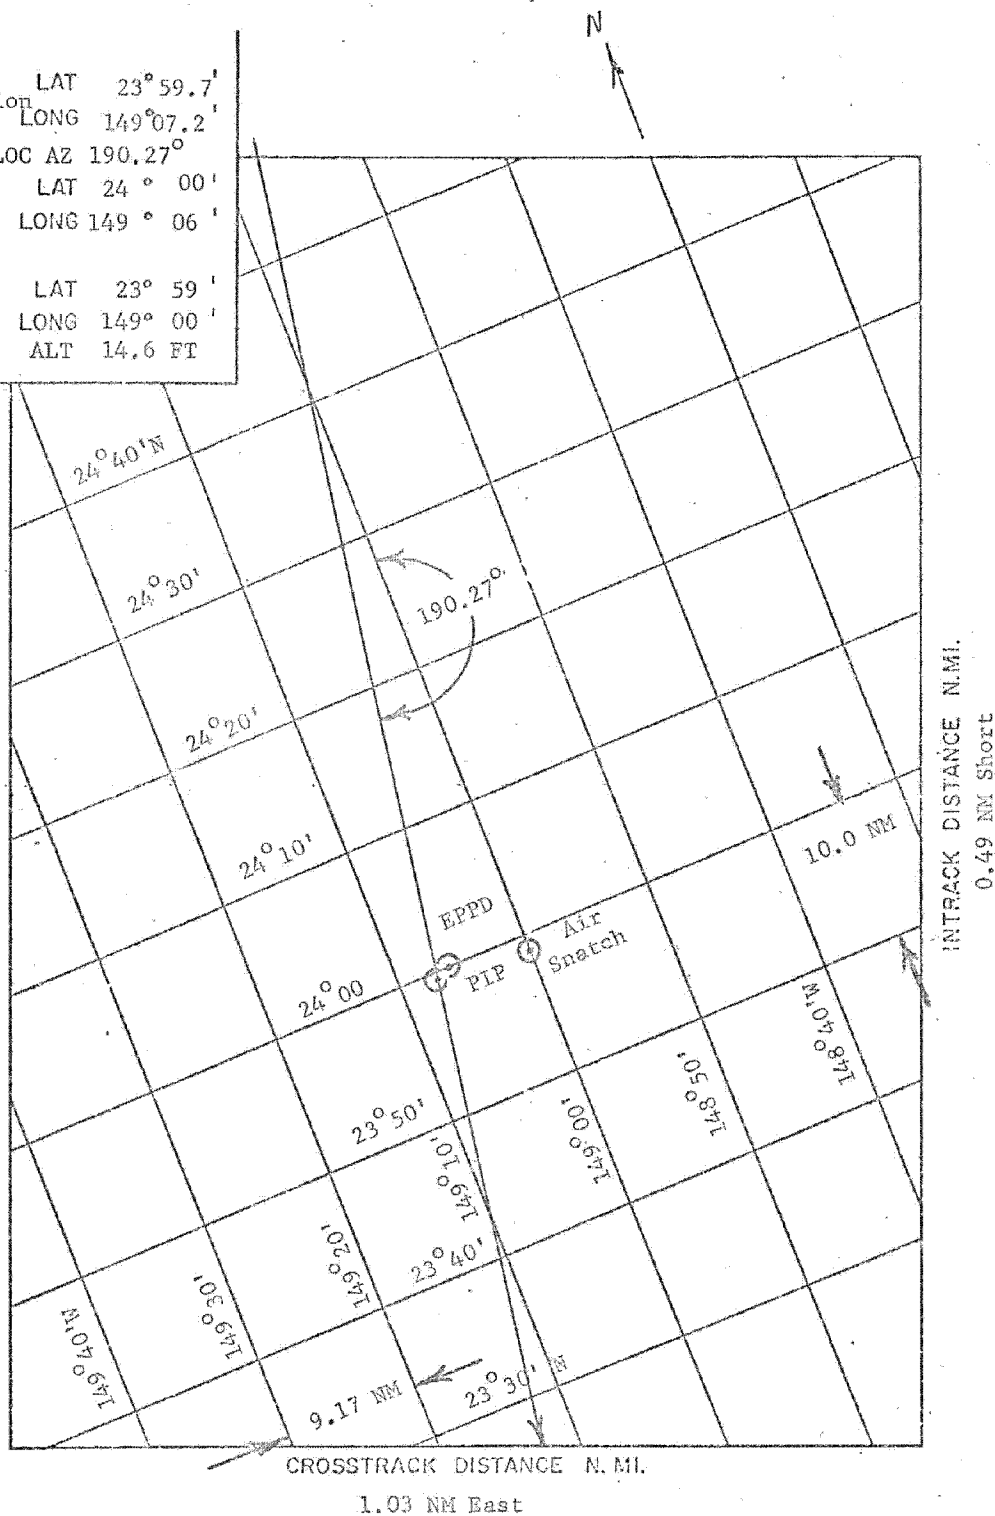 N
LAT 23°59.7'
ion
LONG 149°07.2'
LOC AZ 190.27°
LAT 24 ° 00'
LONG 149 ° 06 '
LAT 23° 59 '
LONG 149° 00 '
ALT 14.6 FT
24°40'N
24°30'
190.27°
24°20'
24°10'
10.0 NM
EPPD
Air
Snatch
PIP
24°00
148°40'W
148°50'
149°00'
23°50'
149°10'
23°40'
149°20'
149°30'
149°40'W
9.17 NM
23°30' N
INTRACK DISTANCE N.MI.
0.49 NM Short
CROSSTRACK DISTANCE N. MI.
1.03 NM East